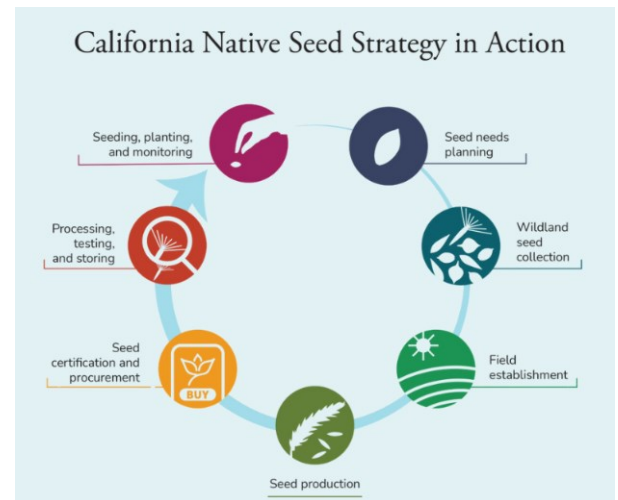 California Native Seed Strategy in Action
Seeding, planting,
and monitoring
Seed needs
planning
Processing,
testing,
and storing
Wildland
seed
collection
Seed
certification and
procurement
BUY
Field
establishment
Seed production